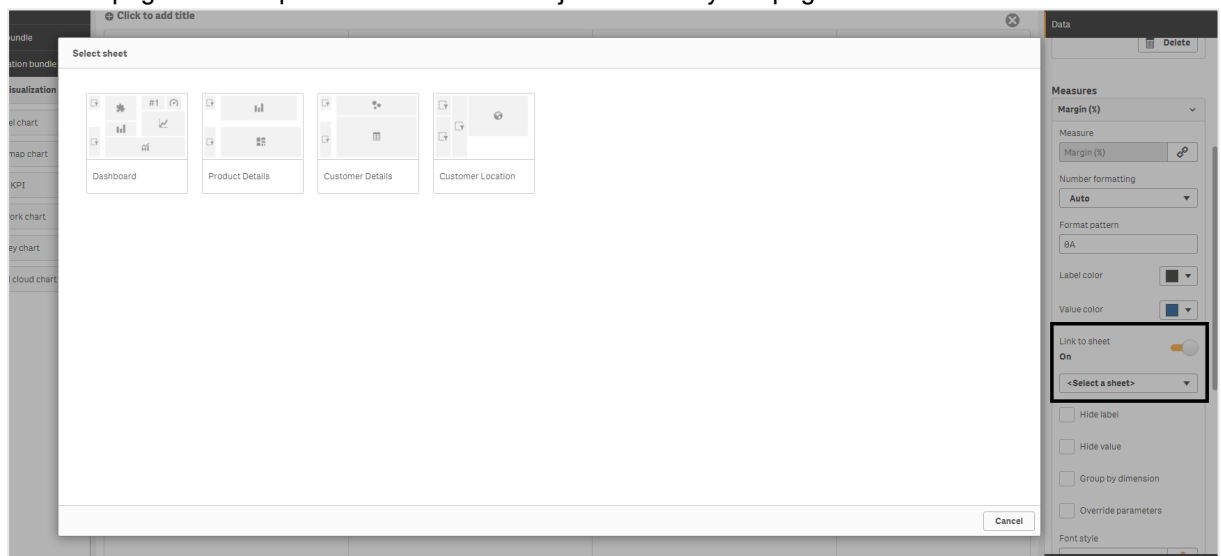 Click to add title
Data
Delete
undle
ation bundle
isualization
el chart
map chart
KPI
ork chart
ey chart
cloud chart
Select sheet
#1
Dashboard
Product Details
Customer Details
Customer Location
Cancel
Measures
Margin (%)
Measure
Margin (%)
Number formatting
Auto
Format pattern
0A
Label color
Value color
Link to sheet
On
<Select a sheet>
Hide label
Hide value
Group by dimension
Override parameters
Font style